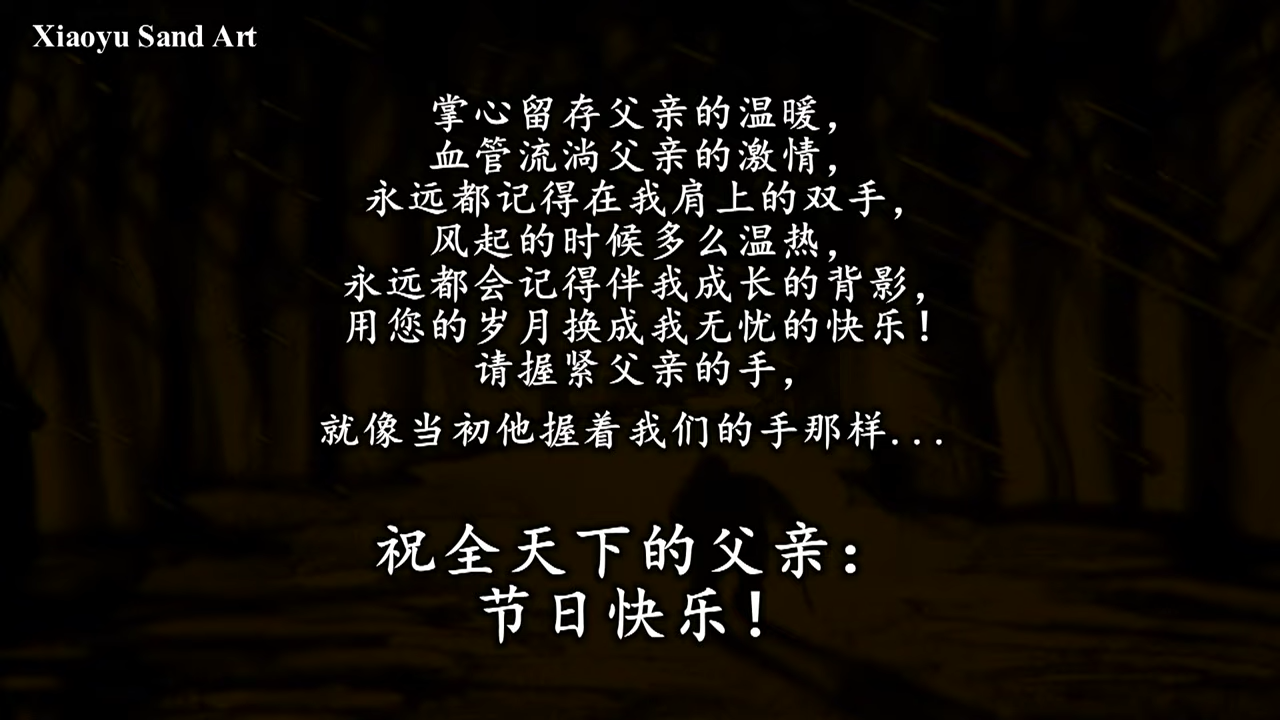 Xiaoyu Sand Art
掌心留存父亲的温暖，
血管流淌父亲的激情，
永远都记得在我肩上的双手，
风起的时候多么温热，
永远都会记得伴我成长的背影，
用您的岁月换成我无忧的快乐！
请握紧父亲的手，
就像当初他握着我们的手那样...
祝全天下的父亲：
节日快乐！